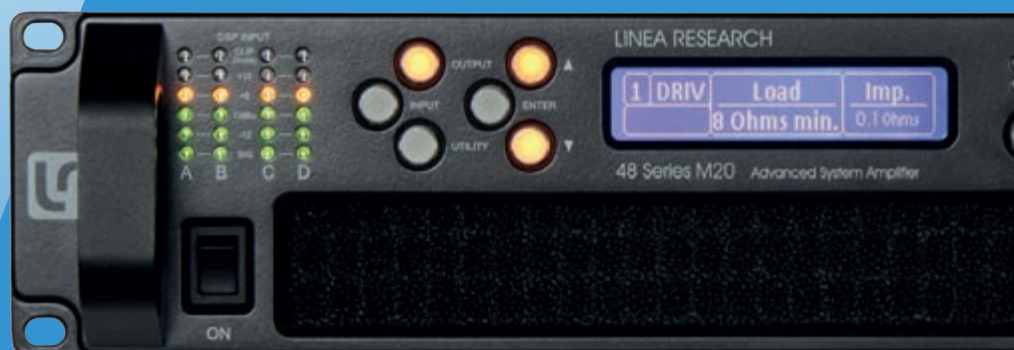 DSP INPUT
CLIP
+12
+6
0dBu
-12
SIG
A B C D
OUTPUT
INPUT
ENTER
UTILITY
LINEA RESEARCH
1 DRIV Load Imp.
8 Ohms min. 0.1 Ohms
48 Series M20 Advanced System Amplifier
ON